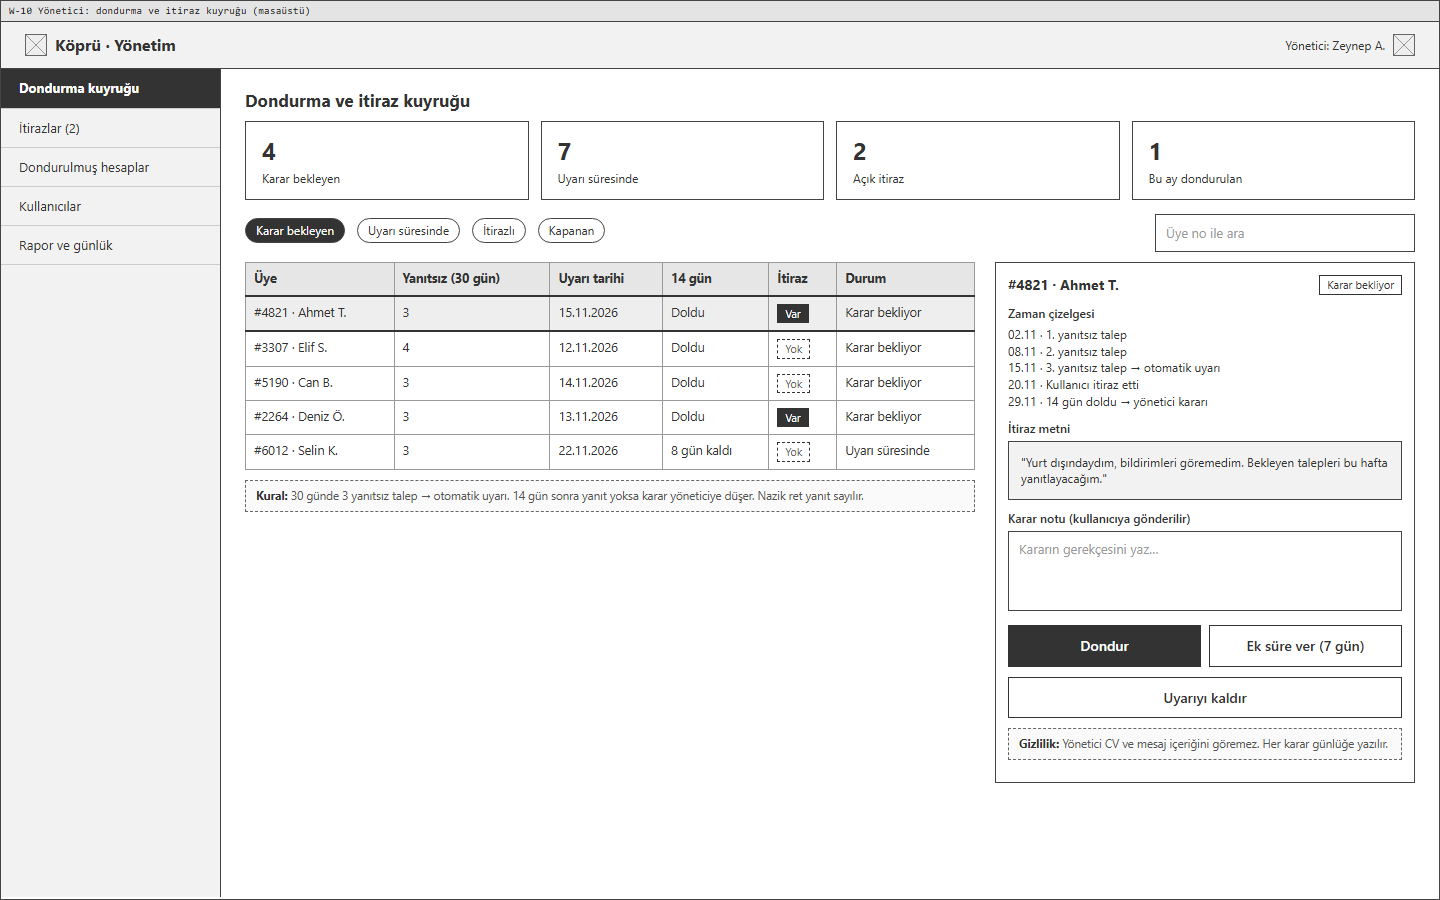 W-10 Yönetici: dondurma ve itiraz kuyruğu (masaüstü)
Köprü · Yönetim
Yönetici: Zeynep A.
Dondurma kuyruğu
İtirazlar (2)
Dondurulmuş hesaplar
Kullanıcılar
Rapor ve günlük
Dondurma ve itiraz kuyruğu
4
Karar bekleyen
7
Uyarı süresinde
2
Açık itiraz
1
Bu ay dondurulan
Karar bekleyen
Uyarı süresinde
İtirazlı
Kapanan
Üye no ile ara
Üye Yanıtsız (30 gün) Uyarı tarihi 14 gün İtiraz Durum
#4821 · Ahmet T. 3 15.11.2026 Doldu Var Karar bekliyor
#3307 · Elif S. 4 12.11.2026 Doldu Yok Karar bekliyor
#5190 · Can B. 3 14.11.2026 Doldu Yok Karar bekliyor
#2264 · Deniz Ö. 3 13.11.2026 Doldu Var Karar bekliyor
#6012 · Selin K. 3 22.11.2026 8 gün kaldı Yok Uyarı süresinde
Kural: 30 günde 3 yanıtsız talep → otomatik uyarı. 14 gün sonra yanıt yoksa karar yöneticiye düşer. Nazik ret yanıt sayılır.
#4821 · Ahmet T.
Karar bekliyor
Zaman çizelgesi
02.11 · 1. yanıtsız talep
08.11 · 2. yanıtsız talep
15.11 · 3. yanıtsız talep → otomatik uyarı
20.11 · Kullanıcı itiraz etti
29.11 · 14 gün doldu → yönetici kararı
İtiraz metni
"Yurt dışındaydım, bildirimleri göremedim. Bekleyen talepleri bu hafta
yanıtlayacağım."
Karar notu (kullanıcıya gönderilir)
Kararın gerekçesini yaz...
Dondur
Ek süre ver (7 gün)
Uyarıyı kaldır
Gizlilik: Yönetici CV ve mesaj içeriğini göremez. Her karar günlüğe yazılır.